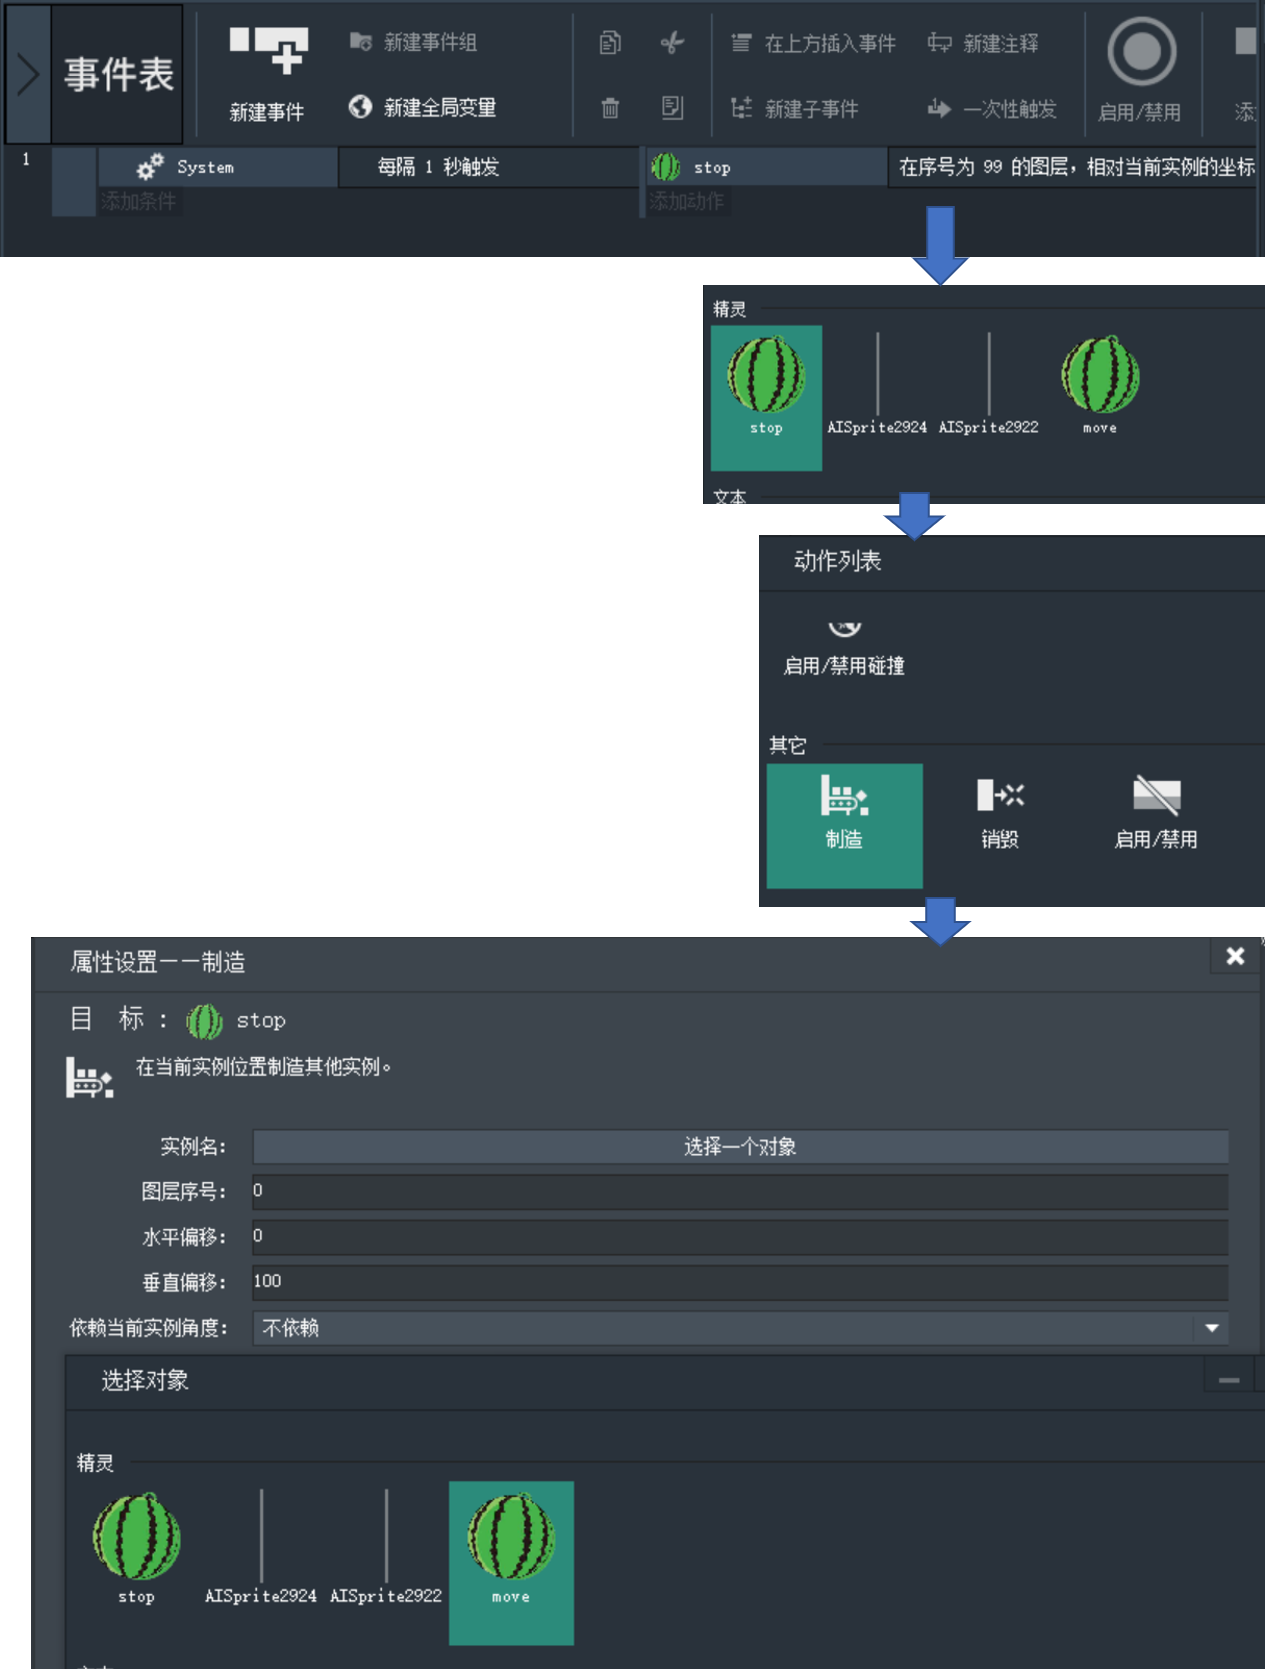 事件表
新建事件
新建事件组
新建全局变量
在上方插入事件
新建子事件
新建注释
一次性触发
启用/禁用
添
1
System
每隔 1 秒触发
stop
在序号为 99 的图层，相对当前实例的坐标
添加条件
添加动作
精灵
stop
AISprite2924
AISprite2922
move
文本
动作列表
启用/禁用碰撞
其它
制造
销毁
启用/禁用
属性设置——制造
目 标：
stop
在当前实例位置制造其他实例。
实例名：
选择一个对象
图层序号：
0
水平偏移：
0
垂直偏移：
100
依赖当前实例角度：
不依赖
选择对象
精灵
stop
AISprite2924
AISprite2922
move